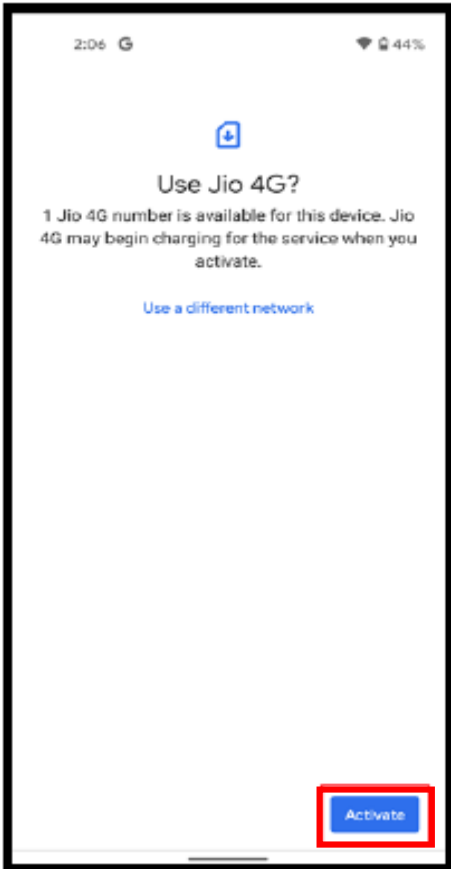 2:06 G 44%
Use Jio 4G?
1 Jio 4G number is available for this device. Jio
4G may begin charging for the service when you
activate.
Use a different network
Activate